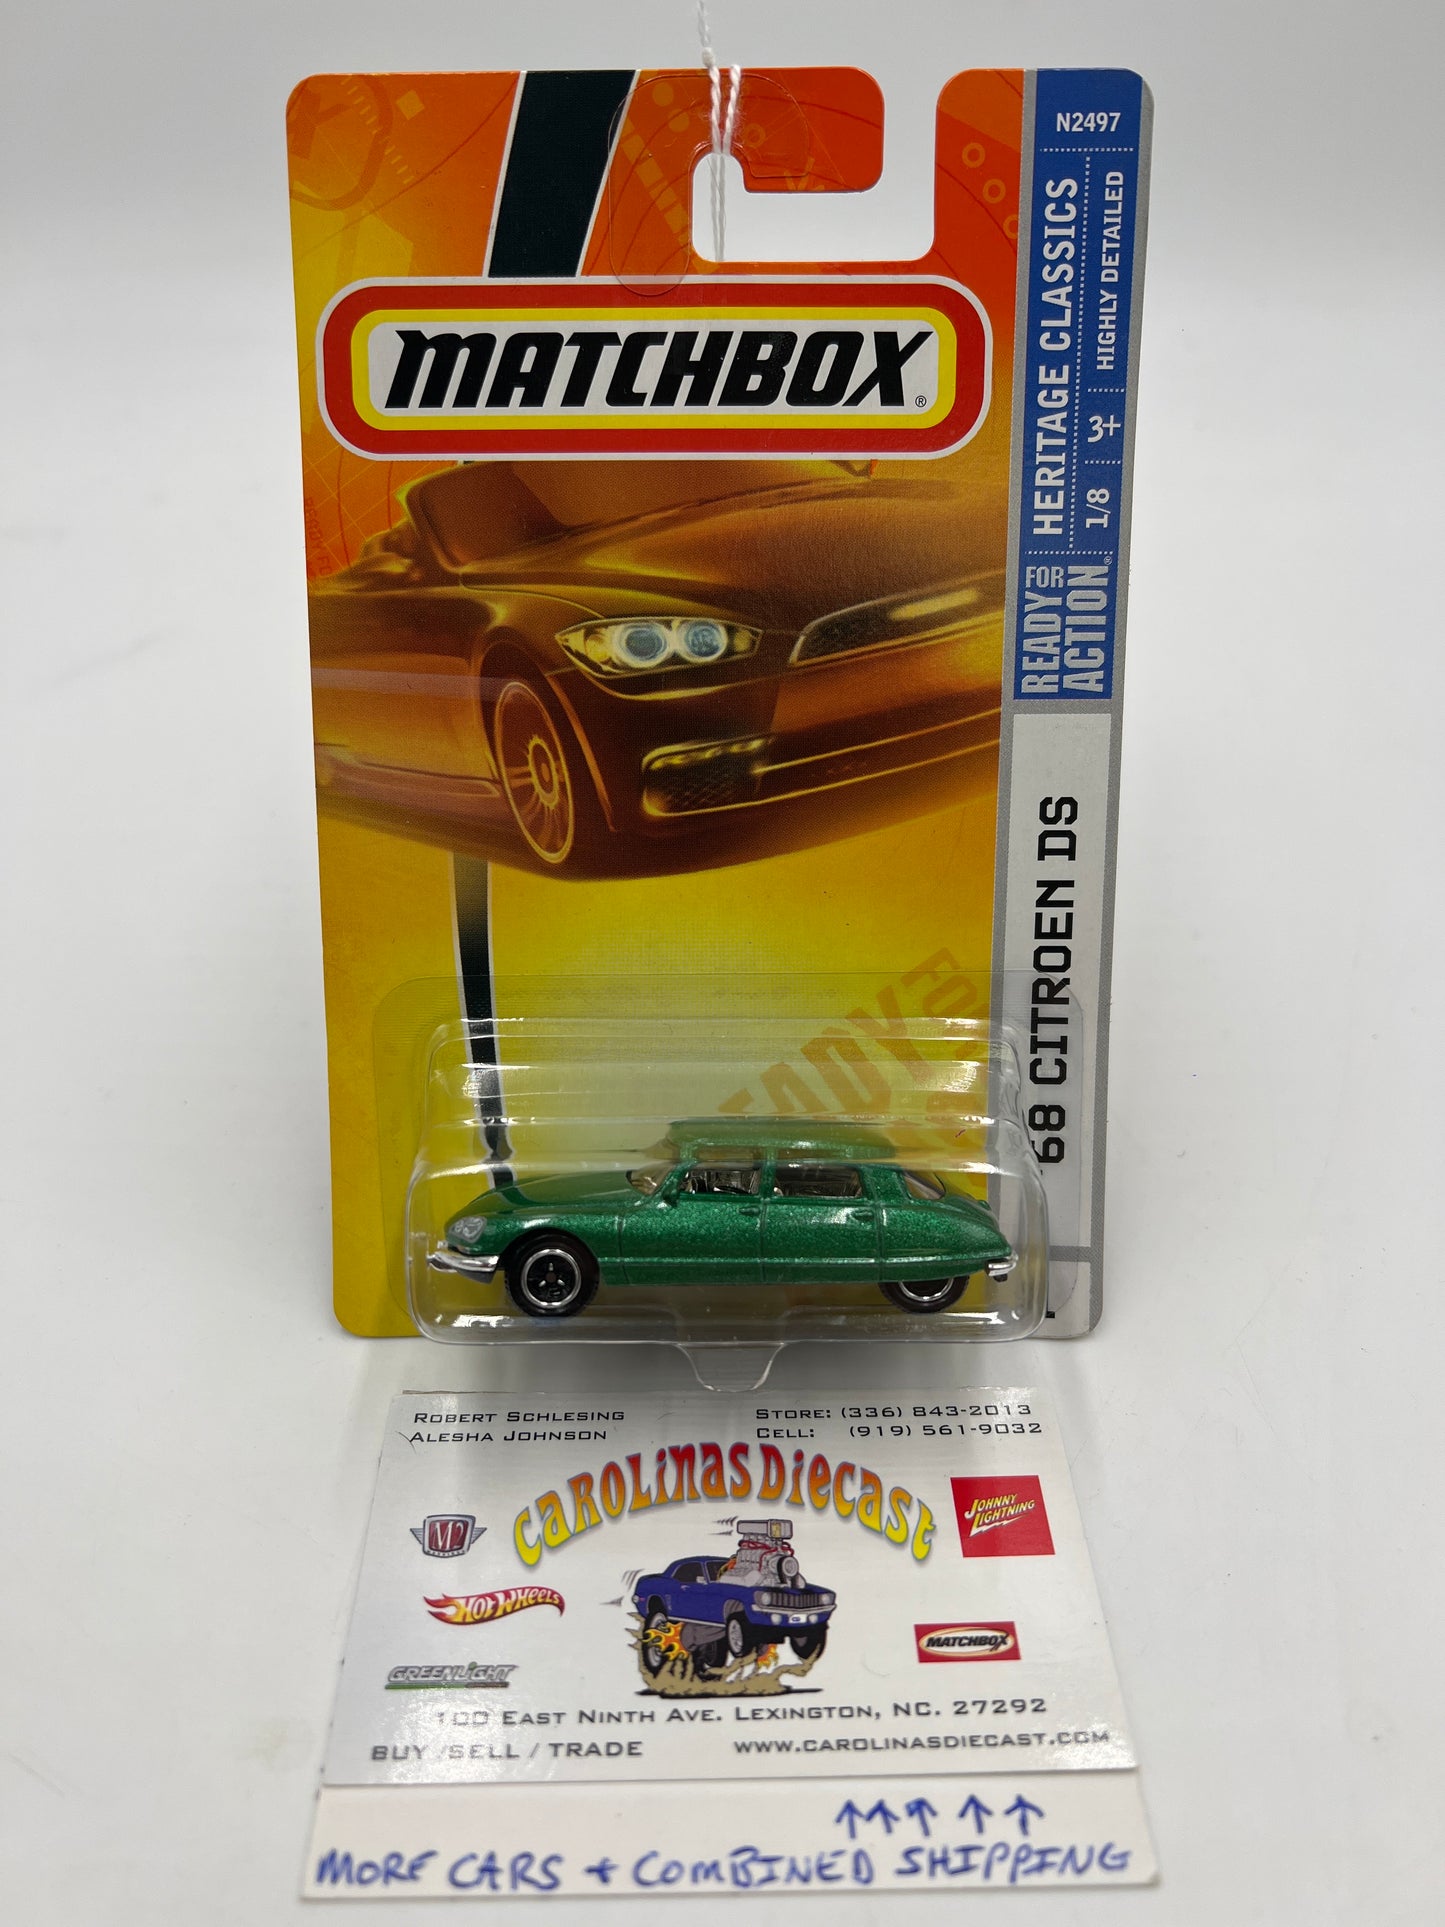 MATCHBOX®
N2497
HERITAGE CLASSICS
HIGHLY DETAILED
1/8 3+
READY FOR ACTION®
68 CITROEN DS
ROBERT SCHLESING
ALESHA JOHNSON
STORE: (336) 843-2013
CELL: (919) 561-9032
CAROLINAS DIECAST
M2
JOHNNY LIGHTNING
HOT WHEELS
MATCHBOX
GREENLIGHT
100 EAST NINTH AVE. LEXINGTON, NC. 27292
BUY / SELL / TRADE
WWW.CAROLINASDIECAST.COM
MORE CARS + COMBINED SHIPPING